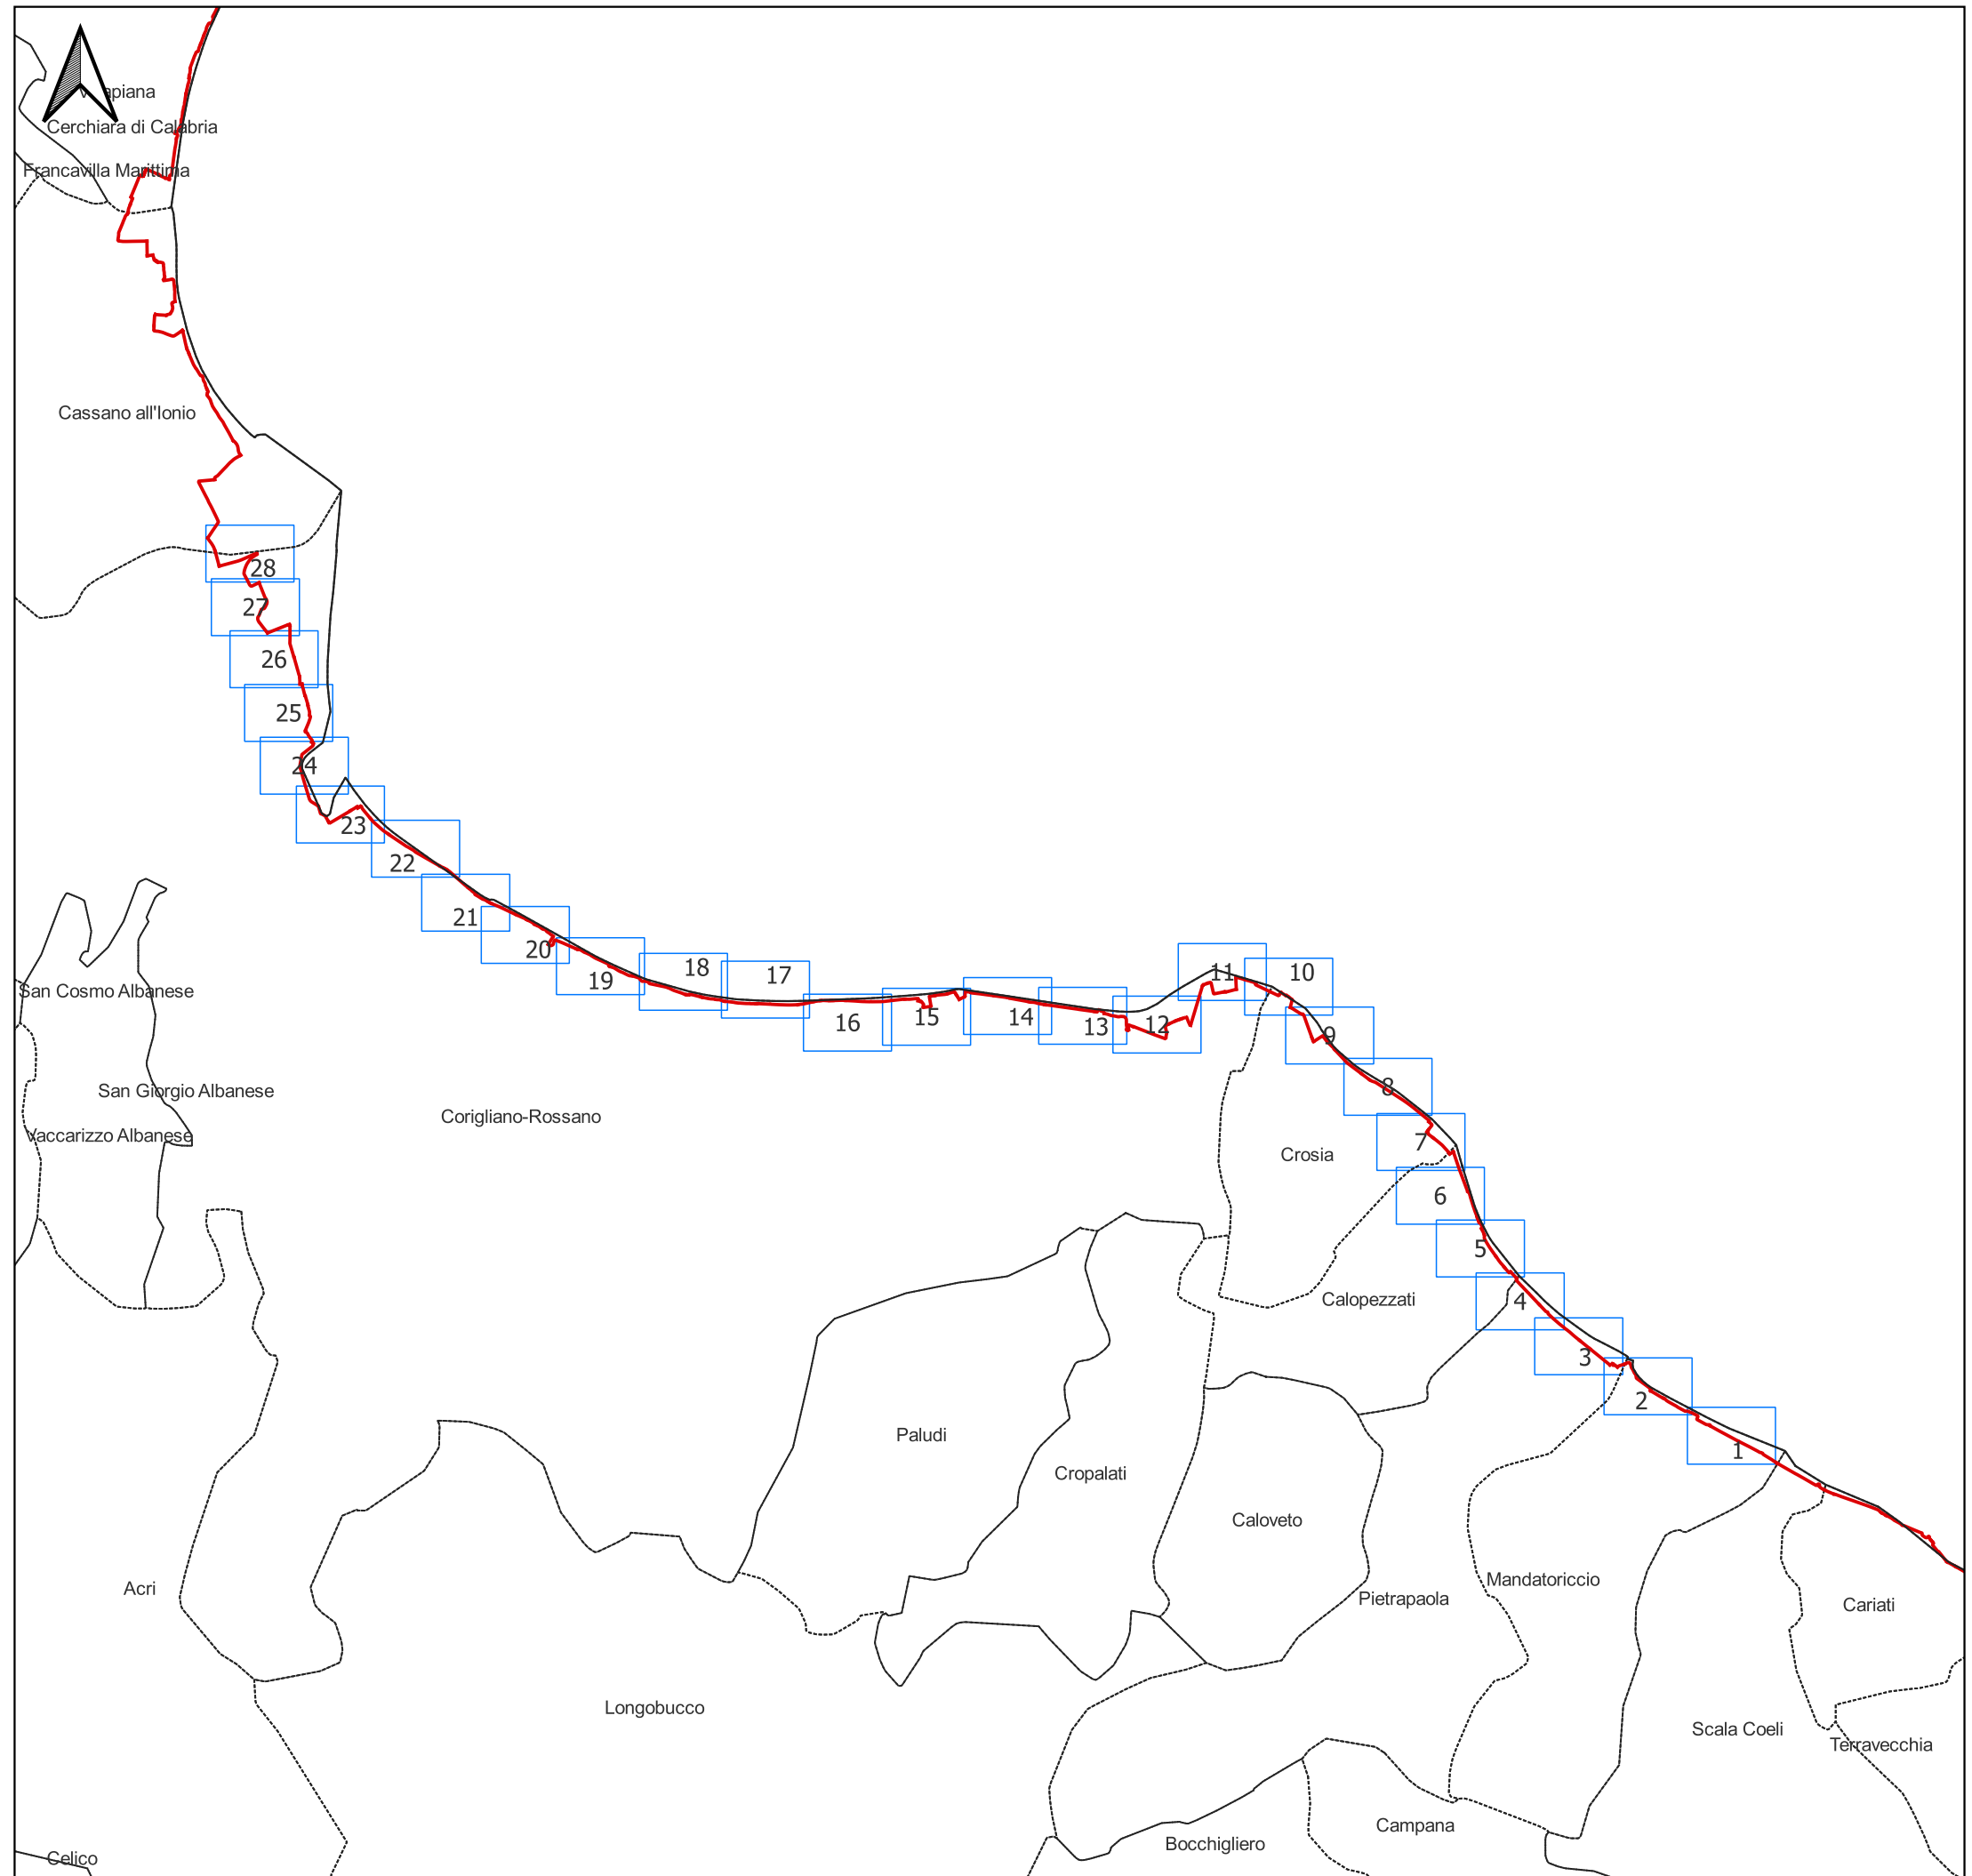 Cerchiara di Calabria
Francavilla Marittima
Cassano all'Ionio
28
27
26
25
24
23
22
21
20
19
18
17
16
15
14
13
12
11
10
9
8
7
6
5
4
3
2
1
San Cosmo Albanese
San Giorgio Albanese
Vaccarizzo Albanese
Corigliano-Rossano
Crosia
Calopezzati
Paludi
Cropalati
Caloveto
Acri
Mandatoriccio
Pietrapaola
Cariati
Longobucco
Scala Coeli
Terravecchia
Campana
Bocchigliero
Celico